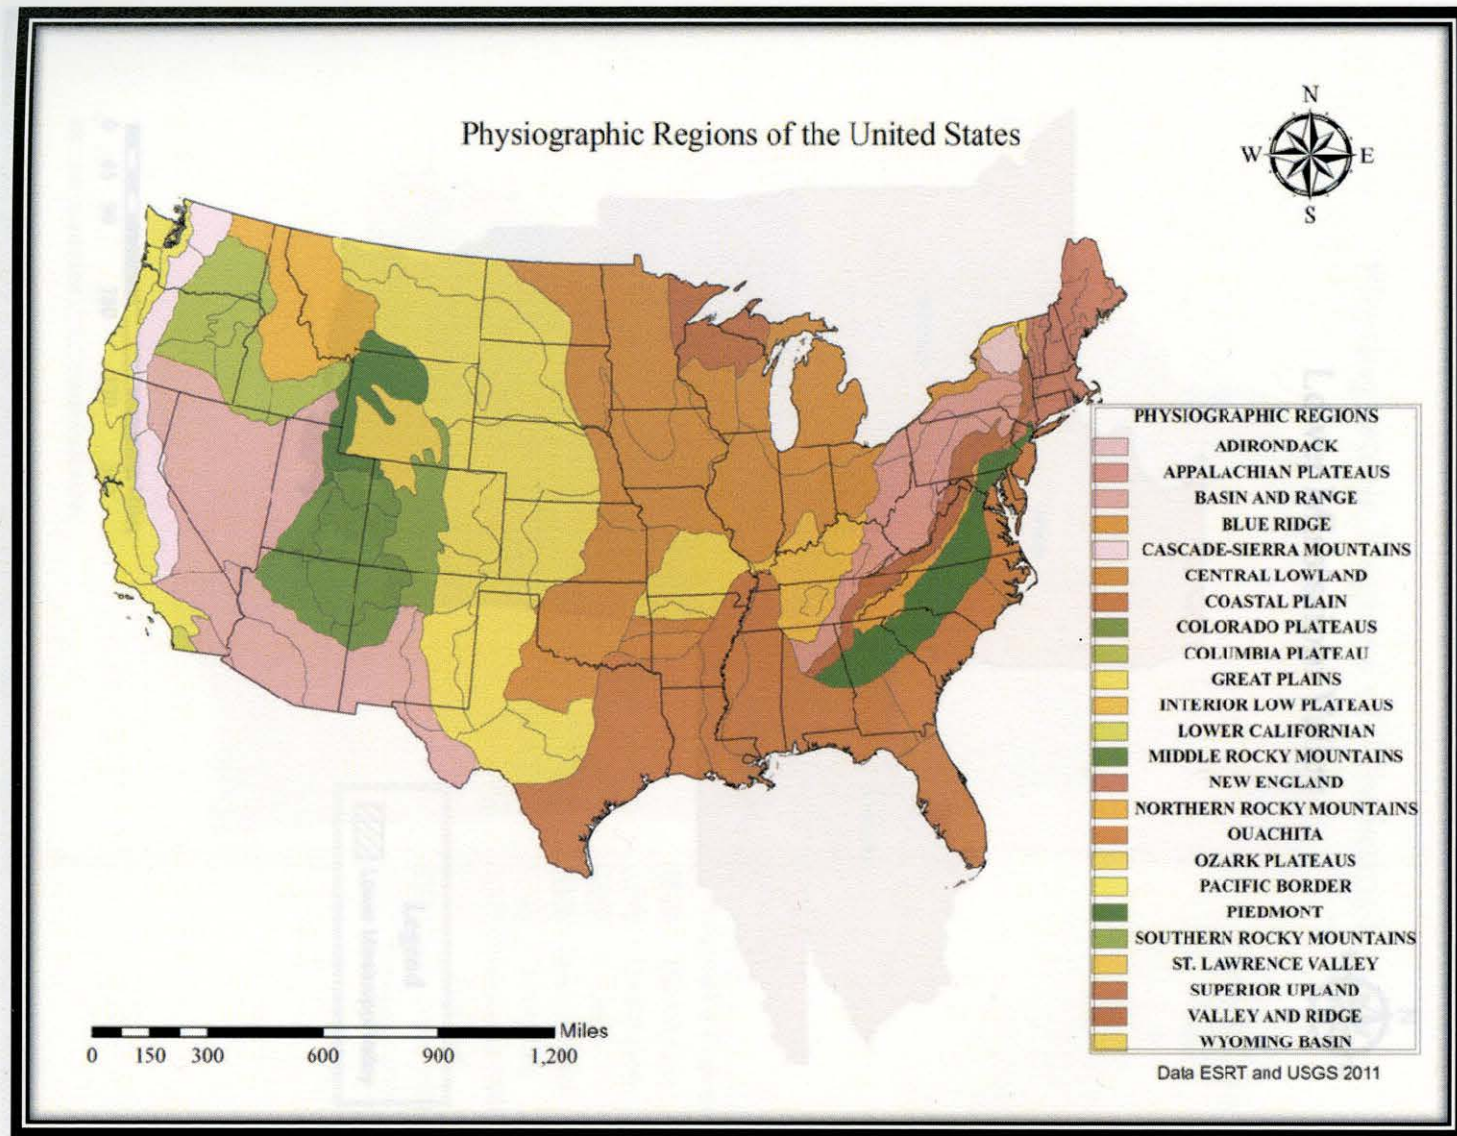 Physiographic Regions of the United States
N
W E
S
PHYSIOGRAPHIC REGIONS
ADIRONDACK
APPALACHIAN PLATEAUS
BASIN AND RANGE
BLUE RIDGE
CASCADE-SIERRA MOUNTAINS
CENTRAL LOWLAND
COASTAL PLAIN
COLORADO PLATEAUS
COLUMBIA PLATEAU
GREAT PLAINS
INTERIOR LOW PLATEAUS
LOWER CALIFORNIAN
MIDDLE ROCKY MOUNTAINS
NEW ENGLAND
NORTHERN ROCKY MOUNTAINS
OUACHITA
OZARK PLATEAUS
PACIFIC BORDER
PIEDMONT
SOUTHERN ROCKY MOUNTAINS
ST. LAWRENCE VALLEY
SUPERIOR UPLAND
VALLEY AND RIDGE
WYOMING BASIN
Data ESRT and USGS 2011
Miles
0 150 300 600 900 1,200
Legend